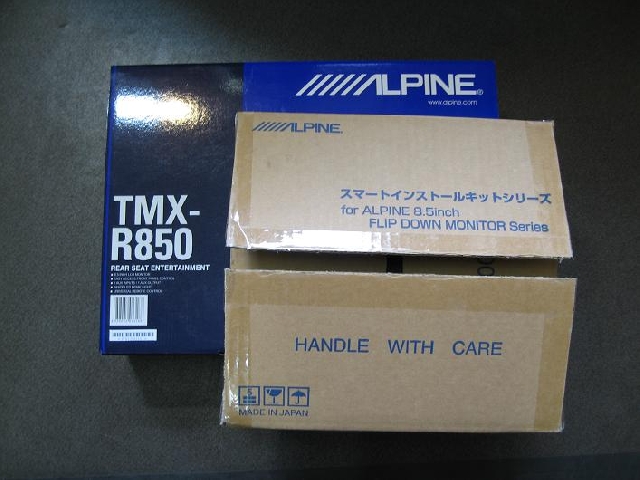 ALPINE
www.alpine.com
TMX-
R850
REAR SEAT ENTERTAINMENT
ALPINE
スマートインストールキットシリーズ
for ALPINE 8.5inch
FLIP DOWN MONITOR Series
HANDLE WITH CARE
MADE IN JAPAN